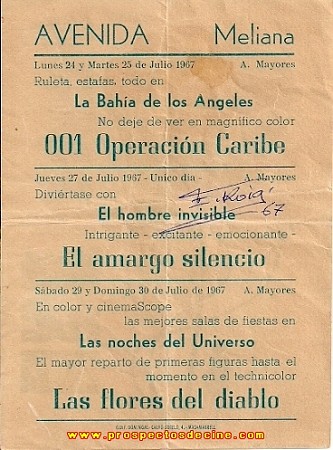 AVENIDA Meliana
Lunes 24 y Martes 25 de Julio 1967 A. Mayores
Ruleta, estafas, todo en
La Bahía de los Angeles
No deje de ver en magnífico color
001 Operación Caribe
Jueves 27 de Julio 1967 - Unico día - A. Mayores
Diviértase con
El hombre invisible
Intrigante - excitante - emocionante -
El amargo silencio
Sábado 29 y Domingo 30 de Julio de 1967 A. Mayores
En color y cinemaScope
las mejores salas de fiestas en
Las noches del Universo
El mayor reparto de primeras figuras hasta el
momento en el technicolor
Las flores del diablo
www.prospectosdecine.com
67